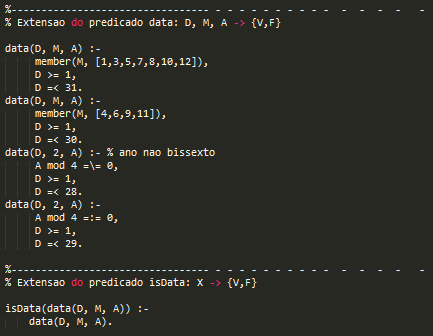 %--------------------------------- - - - - - - - - - -  -  -  -  -   -
% Extensao do predicado data: D, M, A -> {V,F}
data(D, M, A) :-
member(M, [1,3,5,7,8,10,12]),
D >= 1,
D =< 31.
data(D, M, A) :-
member(M, [4,6,9,11]),
D >= 1,
D =< 30.
data(D, 2, A) :- % ano nao bissexto
A mod 4 =\= 0,
D >= 1,
D =< 28.
data(D, 2, A) :-
A mod 4 =:= 0,
D >= 1,
D =< 29.
%--------------------------------- - - - - - - - - - -  -  -  -  -   -
% Extensao do predicado isData: X -> {V,F}
isData(data(D, M, A)) :-
data(D, M, A).